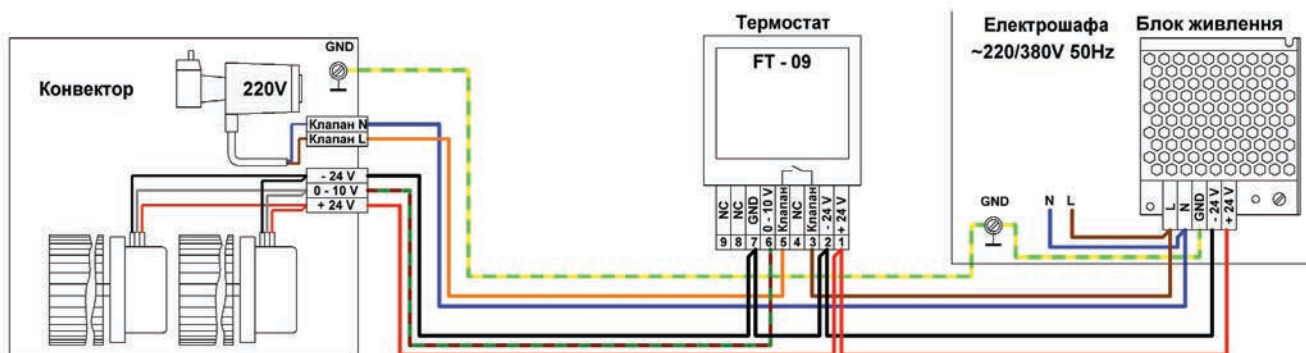 Конвектор
220V
GND
Клапан N
Клапан L
- 24 V
0 - 10 V
+ 24 V
Термостат
FT - 09
NC
NC
GND
0 - 10 V
Клапан
NC
Клапан
- 24 V
+ 24 V
9 8 7 6 5 4 3 2 1
Електрошафа
~220/380V 50Hz
GND
N L
Блок живлення
L
N
GND
- 24 V
+ 24 V